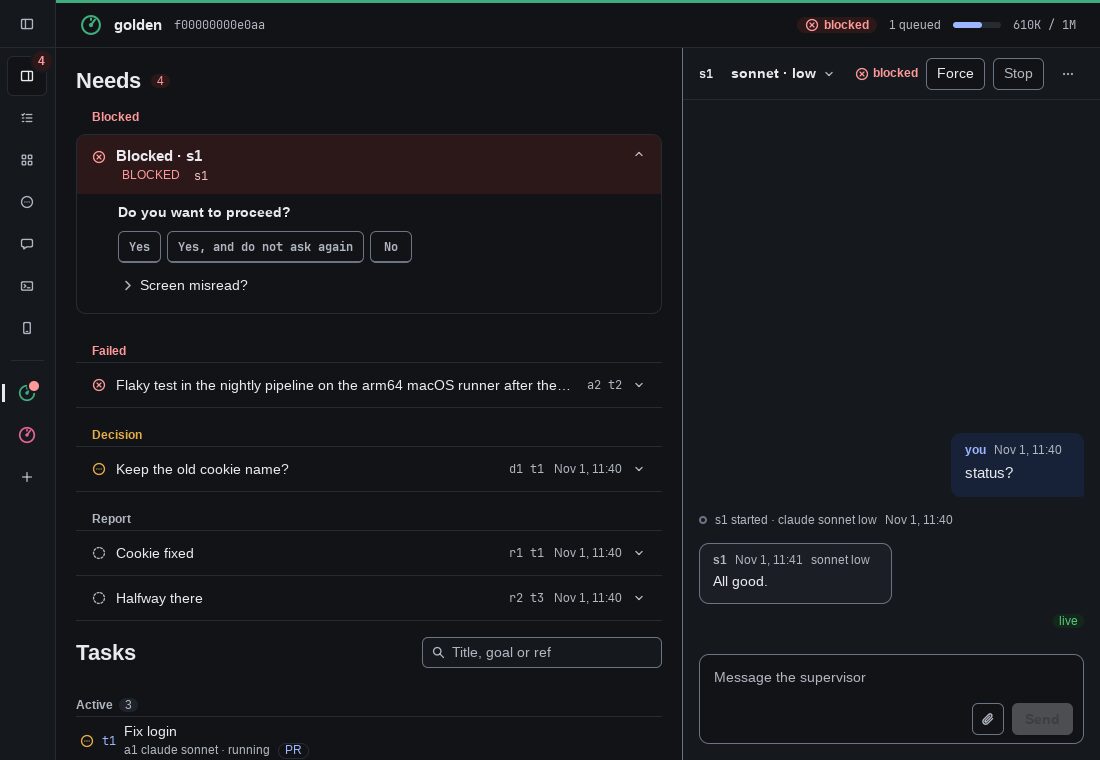 golden f00000000e0aa
blocked 1 queued 610K / 1M
4
Needs 4
Blocked
Blocked · s1
BLOCKED s1
Do you want to proceed?
Yes Yes, and do not ask again No
Screen misread?
Failed
Flaky test in the nightly pipeline on the arm64 macOS runner after the… a2 t2
Decision
Keep the old cookie name? d1 t1 Nov 1, 11:40
Report
Cookie fixed r1 t1 Nov 1, 11:40
Halfway there r2 t3 Nov 1, 11:40
Tasks
Title, goal or ref
Active 3
t1 Fix login
a1 claude sonnet · running PR
s1 sonnet · low blocked Force Stop
you Nov 1, 11:40
status?
s1 started · claude sonnet low Nov 1, 11:40
s1 Nov 1, 11:41 sonnet low
All good.
live
Message the supervisor
Send